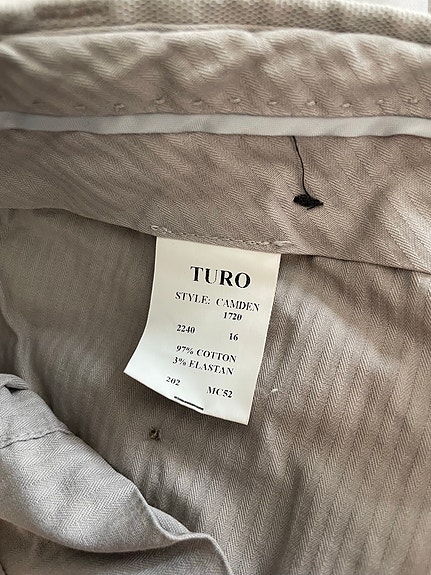 TURO
STYLE: CAMDEN
1720
2240 16
97% COTTON
3% ELASTAN
202 MC52